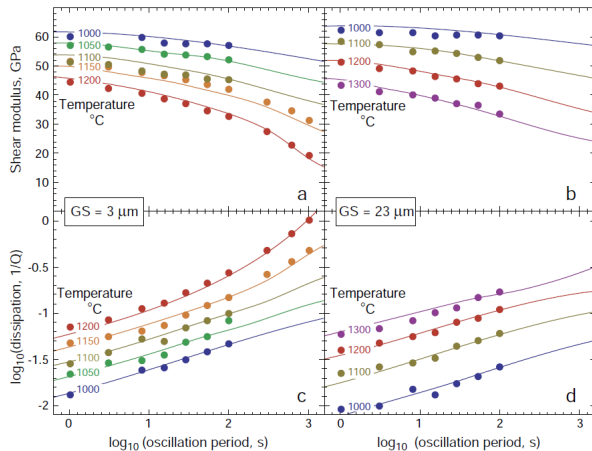 Shear modulus, GPa
60
50
40
30
20
10
0
1000
1050
1100
1150
1200
Temperature
°C
a
1000
1100
1200
1300
Temperature
°C
b
GS = 3 μm
GS = 23 μm
log10(dissipation, 1/Q)
0
-0.5
-1
-1.5
-2
Temperature
°C
1200
1150
1100
1050
1000
c
Temperature
°C
1300
1200
1100
1000
d
0
1
2
3
0
1
2
3
log10 (oscillation period, s)
log10 (oscillation period, s)